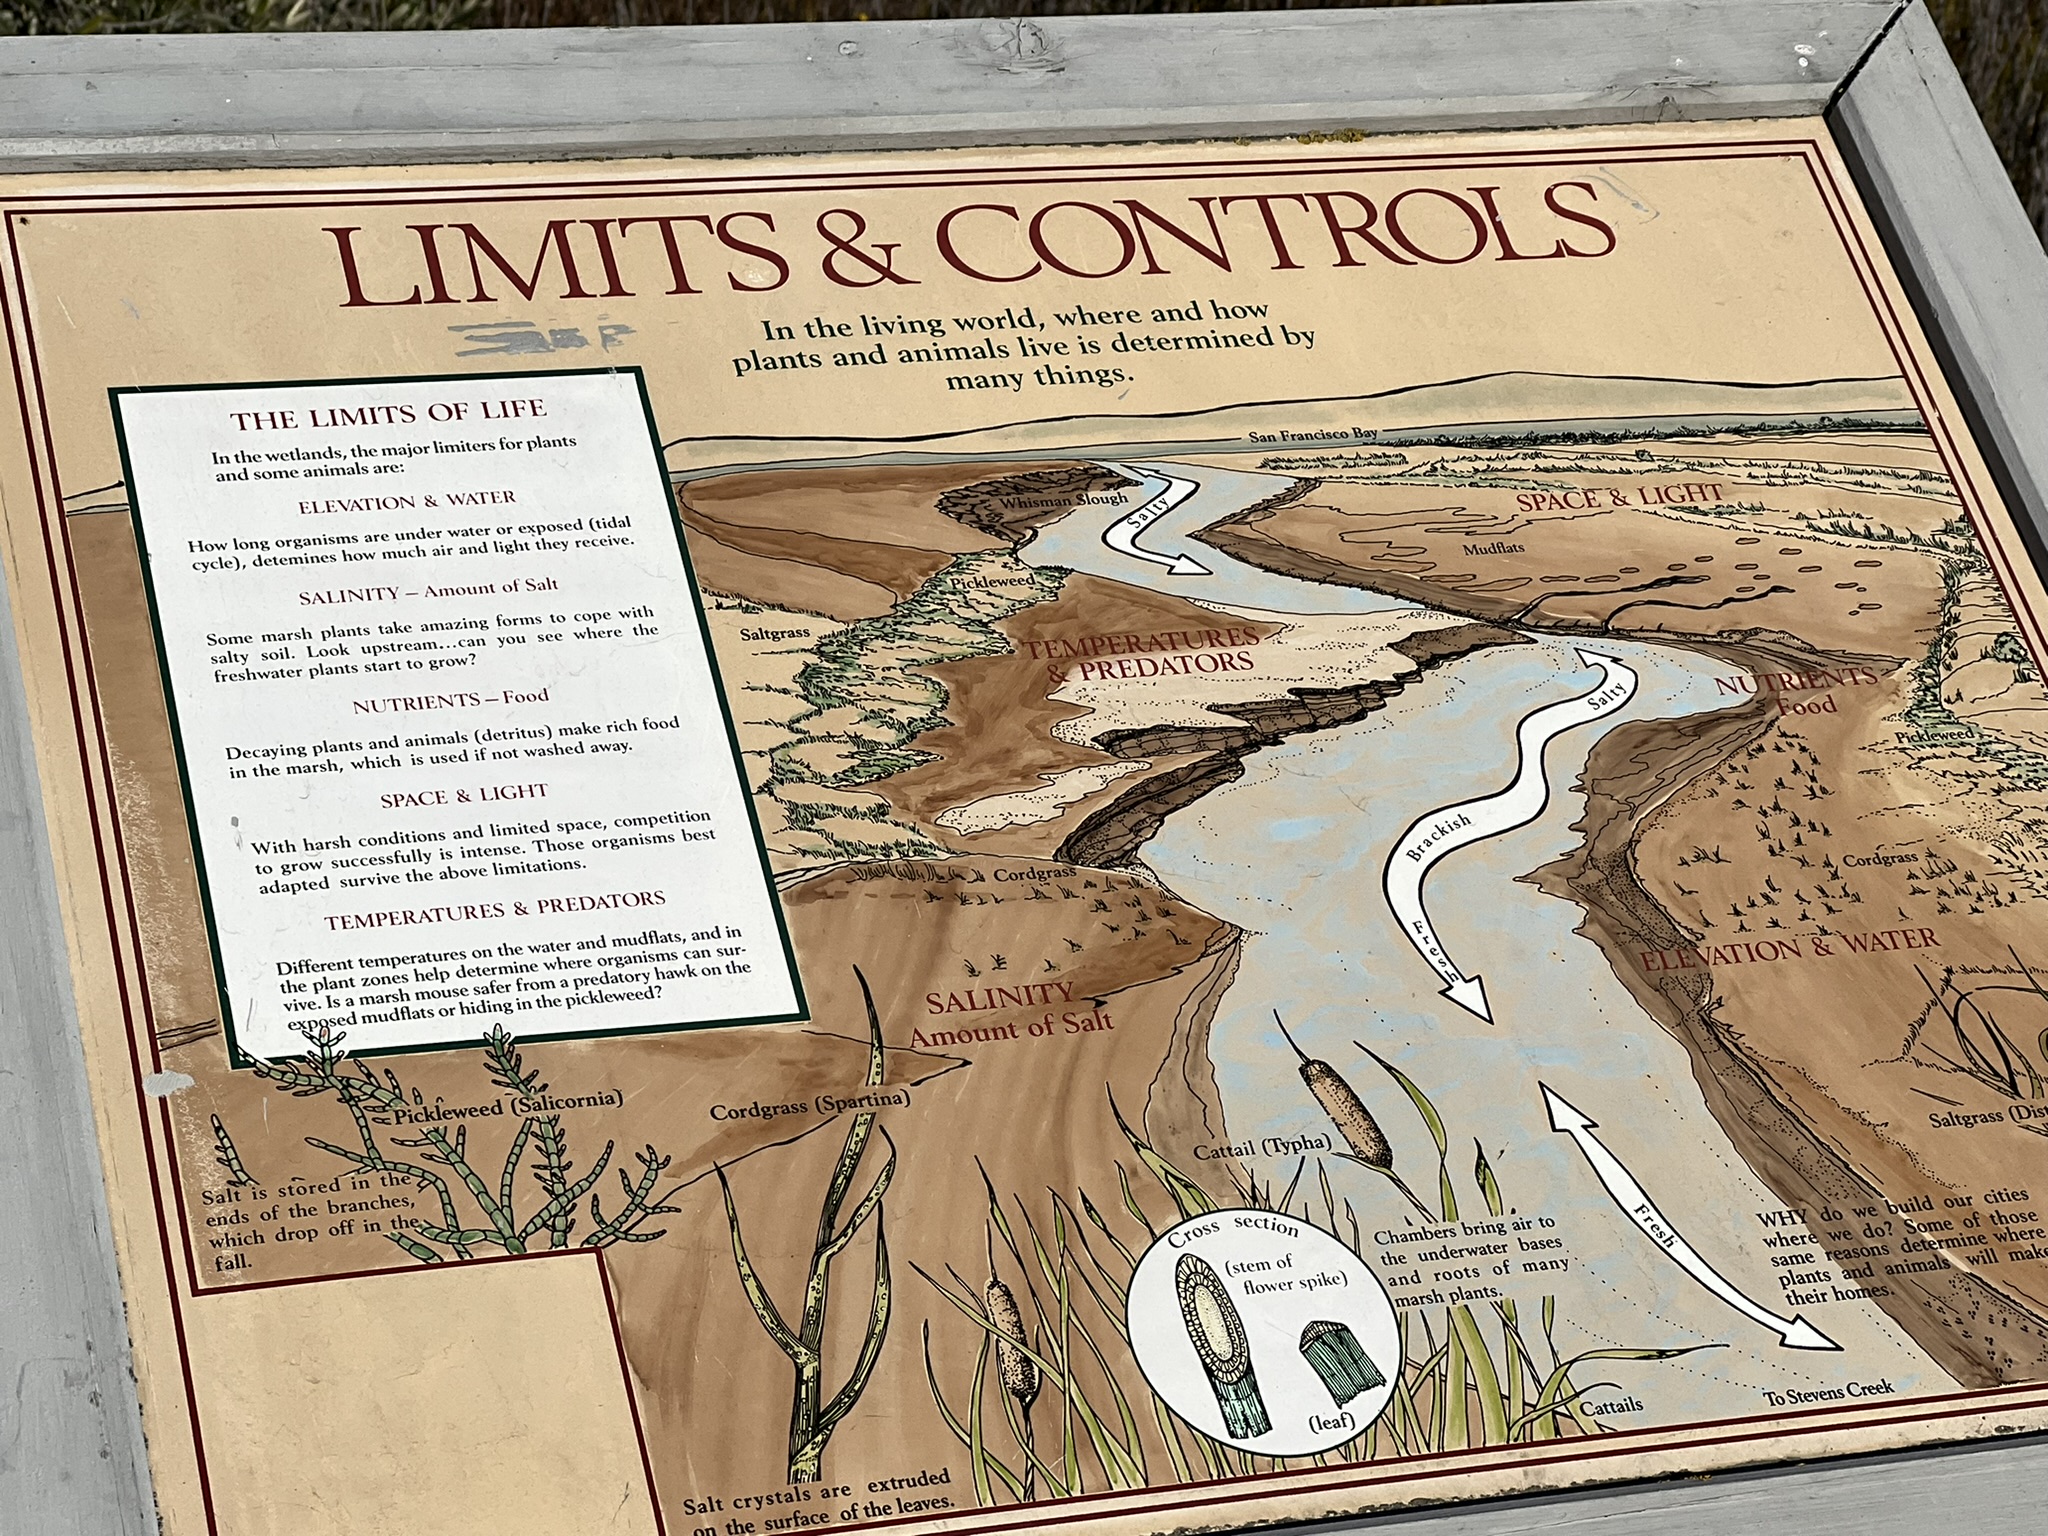 LIMITS & CONTROLS
In the living world, where and how
plants and animals live is determined by
many things.
THE LIMITS OF LIFE
In the wetlands, the major limiters for plants
and some animals are:
ELEVATION & WATER
How long organisms are under water or exposed (tidal
cycle), detemines how much air and light they receive.
SALINITY – Amount of Salt
Some marsh plants take amazing forms to cope with
salty soil. Look upstream...can you see where the
freshwater plants start to grow?
NUTRIENTS – Food
Decaying plants and animals (detritus) make rich food
in the marsh, which is used if not washed away.
SPACE & LIGHT
With harsh conditions and limited space, competition
to grow successfully is intense. Those organisms best
adapted survive the above limitations.
TEMPERATURES & PREDATORS
Different temperatures on the water and mudflats, and in
the plant zones help determine where organisms can sur-
vive. Is a marsh mouse safer from a predatory hawk on the
exposed mudflats or hiding in the pickleweed?
San Francisco Bay
Whisman Slough
Salty
SPACE & LIGHT
Mudflats
Pickleweed
Saltgrass
TEMPERATURES
& PREDATORS
Salty
NUTRIENTS
Food
Pickleweed
Brackish
Cordgrass
Cordgrass
Fresh
ELEVATION & WATER
SALINITY
Amount of Salt
Pickleweed (Salicornia)
Cordgrass (Spartina)
Cattail (Typha)
Saltgrass (Dist
Salt is stored in the
ends of the branches,
which drop off in the
fall.
Cross section
(stem of
flower spike)
(leaf)
Chambers bring air to
the underwater bases
and roots of many
marsh plants.
Fresh
WHY do we build our cities
where we do? Some of those
same reasons determine where
plants and animals will make
their homes.
To Stevens Creek
Cattails
Salt crystals are extruded
on the surface of the leaves.